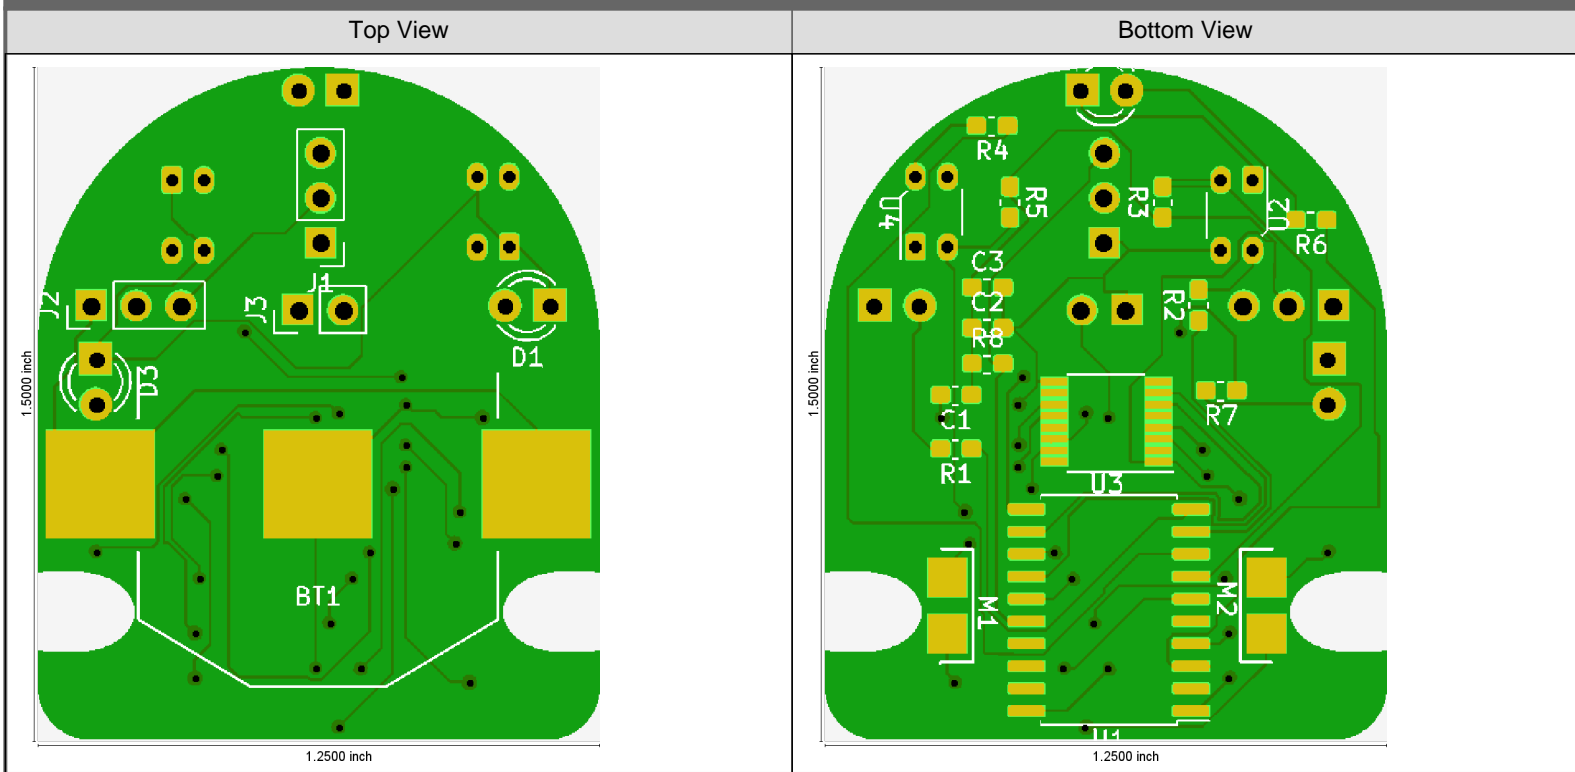 Top View
Bottom View
J1
J2
J3
D1
D3
BT1
1.5000 inch
1.2500 inch
R4
U4
R5
R3
U2
R6
C3
C2
R8
R2
C1
R7
R1
U3
M1
M2
U1
1.5000 inch
1.2500 inch